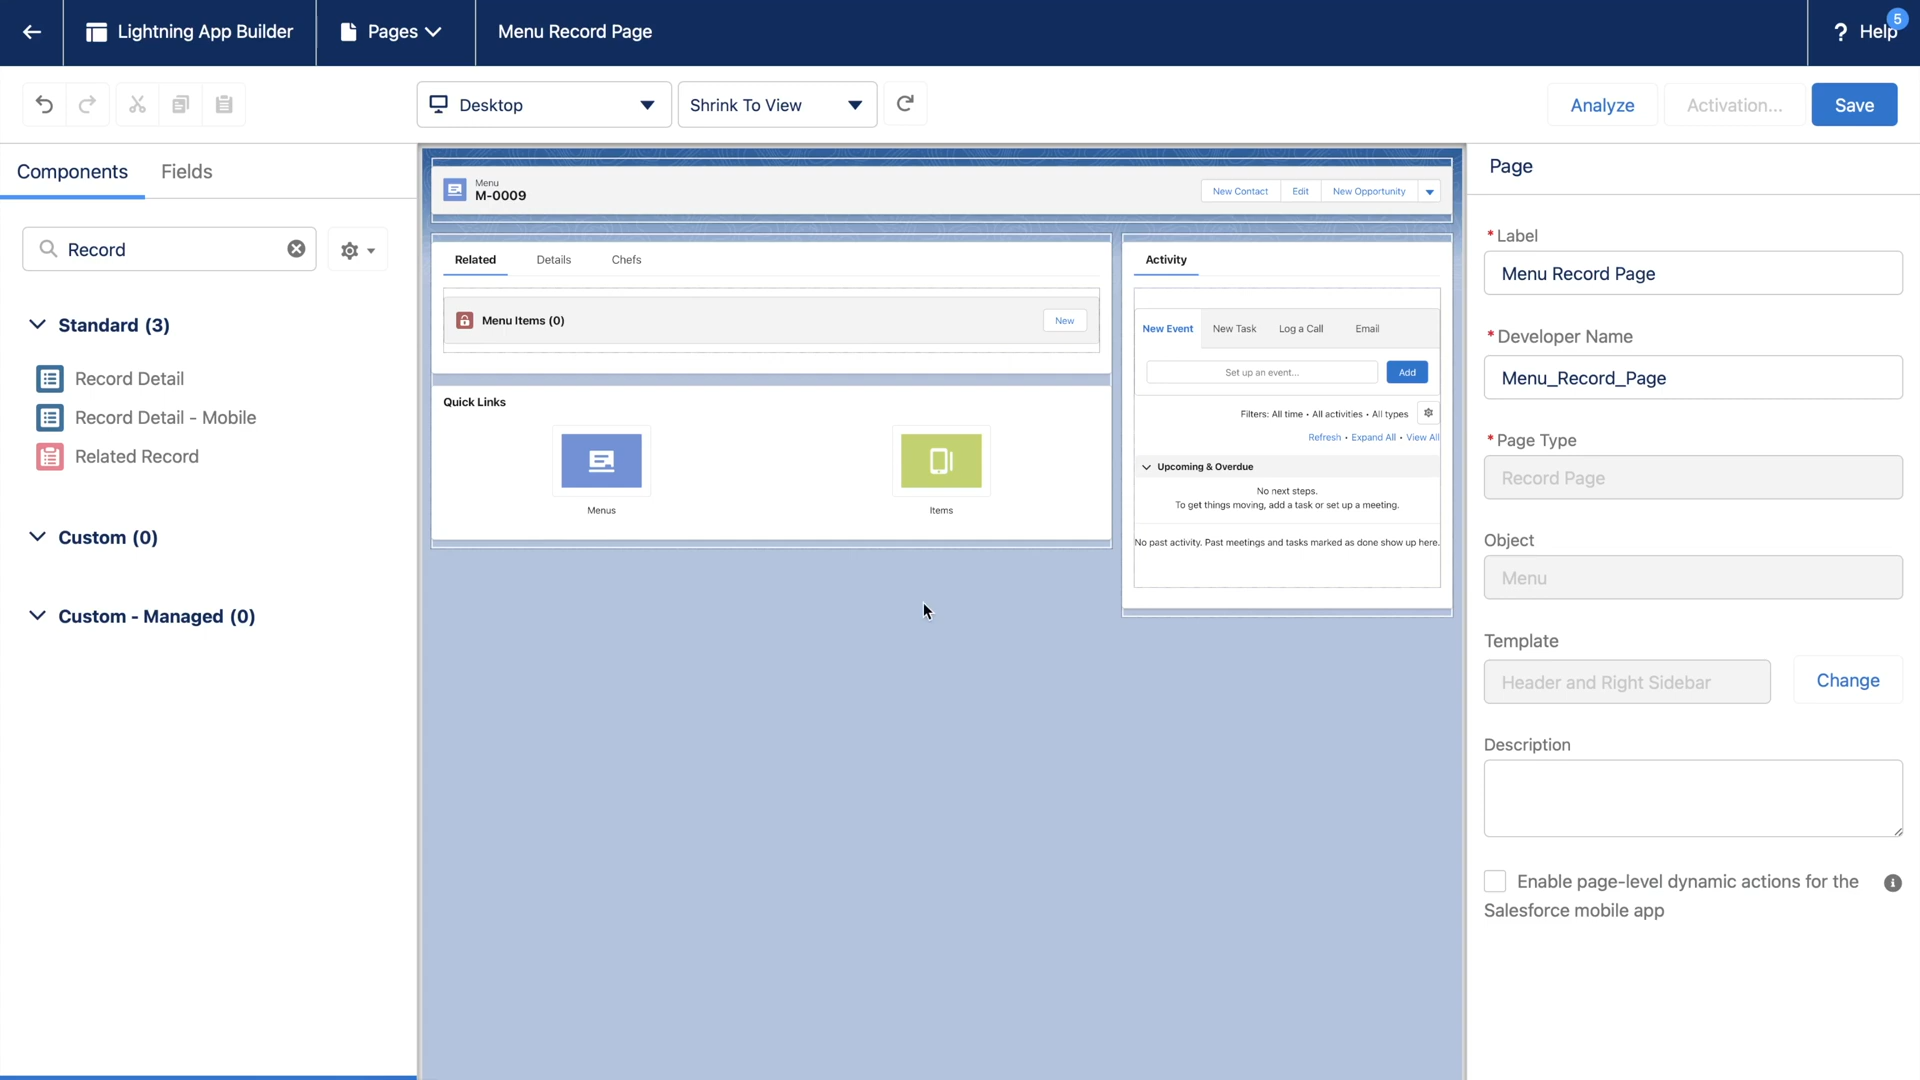 Lightning App Builder
Pages
Menu Record Page
? Help
5
Desktop
Shrink To View
Analyze
Activation...
Save
Components
Fields
Record
Standard (3)
Record Detail
Record Detail - Mobile
Related Record
Custom (0)
Custom - Managed (0)
Menu
M-0009
New Contact
Edit
New Opportunity
Related
Details
Chefs
Menu Items (0)
New
Quick Links
Menus
Items
Activity
New Event
New Task
Log a Call
Email
Set up an event...
Add
Filters: All time • All activities • All types
Refresh • Expand All • View All
Upcoming & Overdue
No next steps.
To get things moving, add a task or set up a meeting.
No past activity. Past meetings and tasks marked as done show up here.
Page
* Label
Menu Record Page
* Developer Name
Menu_Record_Page
* Page Type
Record Page
Object
Menu
Template
Header and Right Sidebar
Change
Description
Enable page-level dynamic actions for the
Salesforce mobile app